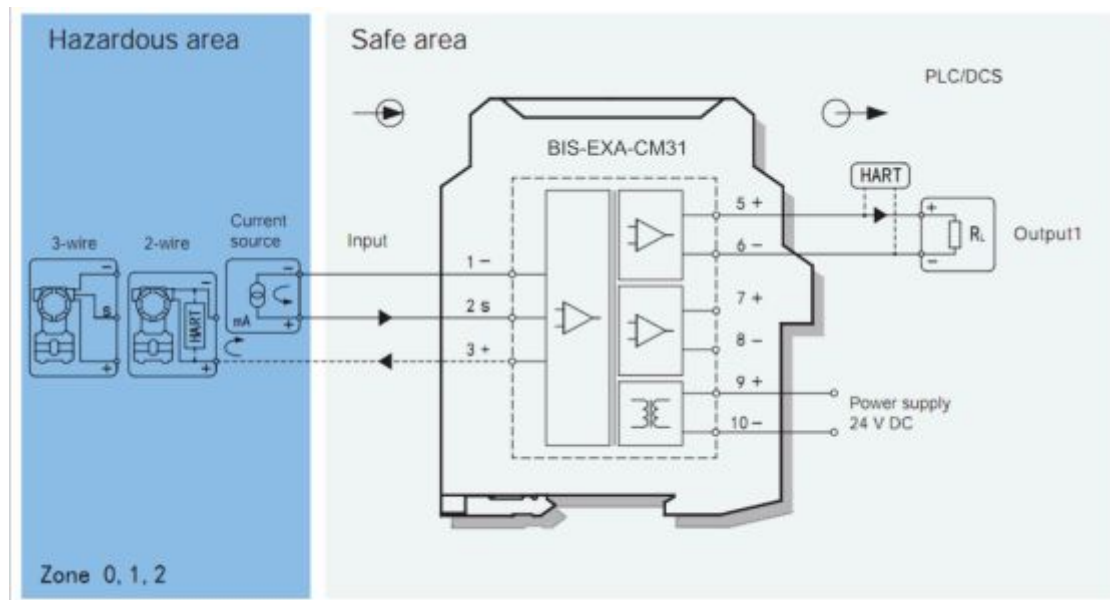 Hazardous area
Safe area
PLC/DCS
BIS-EXA-CM31
HART
5 +
+
RL
Output1
6 −
−
Current
source
3-wire
2-wire
Input
−
1 −
−
−
S
HART
mA
+
2 s
7 +
8 −
3 +
+
+
9 +
Power supply
24 V DC
10 −
Zone 0, 1, 2